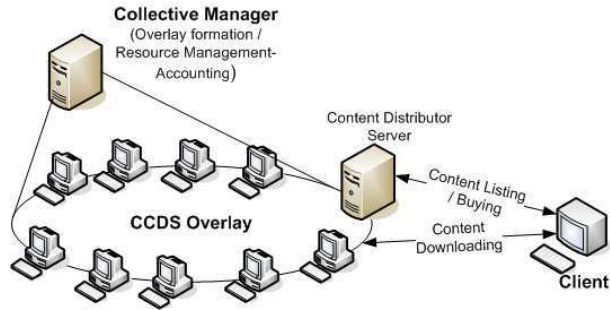 Collective Manager
(Overlay formation /
Resource Management-
Accounting)
Content Distributor
Server
Content Listing
/ Buying
CCDS Overlay
Content
Downloading
Client